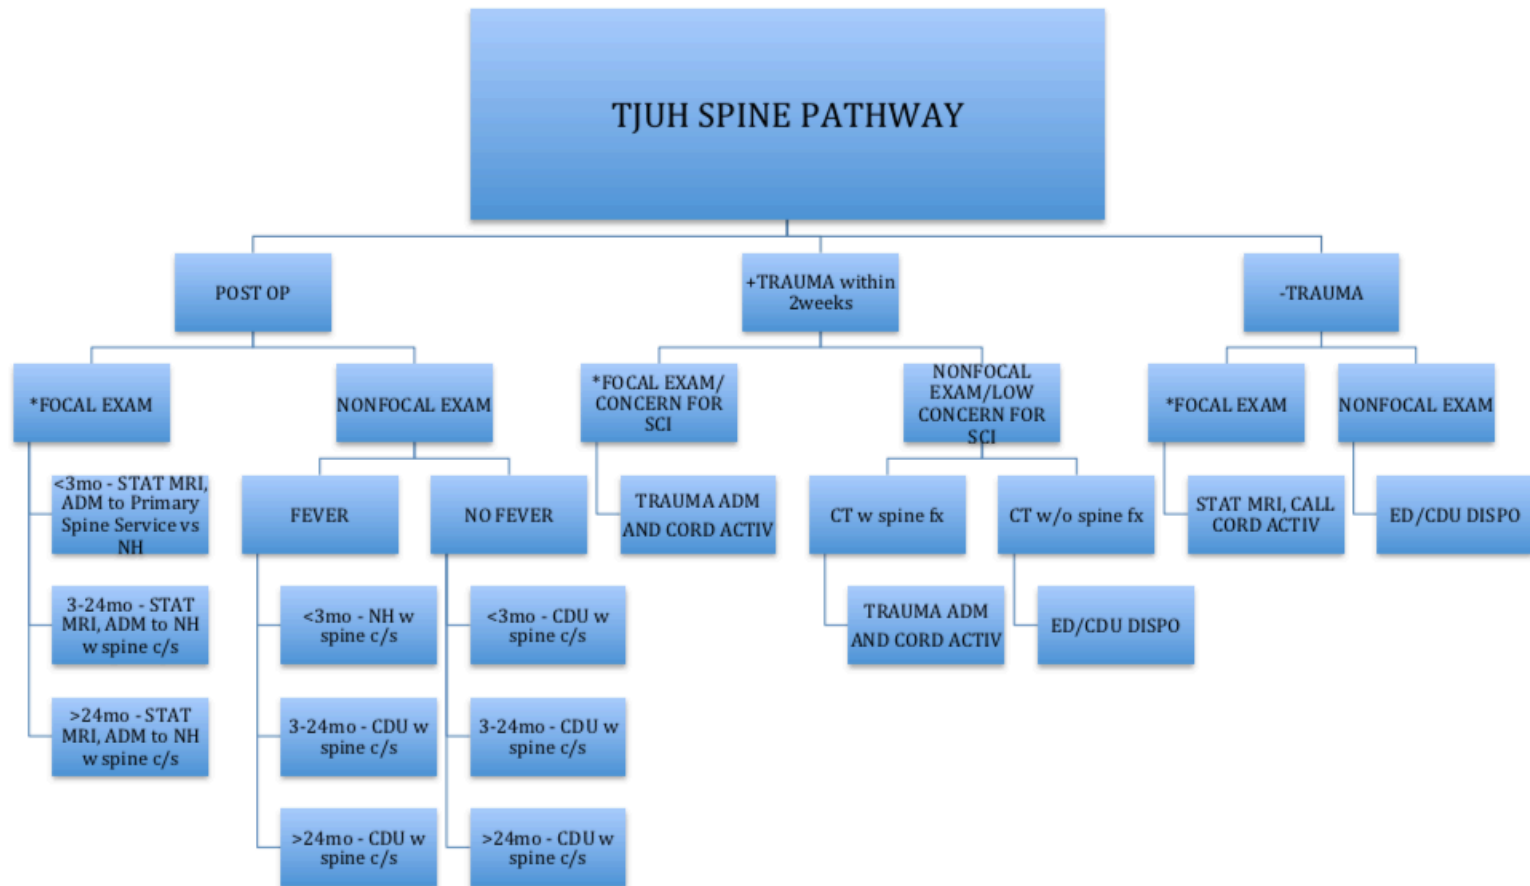 TJUH SPINE PATHWAY
POST OP
+TRAUMA within
2weeks
-TRAUMA
*FOCAL EXAM
NONFOCAL EXAM
*FOCAL EXAM/
CONCERN FOR
SCI
NONFOCAL
EXAM/LOW
CONCERN FOR
SCI
*FOCAL EXAM
NONFOCAL EXAM
<3mo - STAT MRI,
ADM to Primary
Spine Service vs
NH
FEVER
NO FEVER
TRAUMA ADM
AND CORD ACTIV
CT w spine fx
CT w/o spine fx
STAT MRI, CALL
CORD ACTIV
ED/CDU DISPO
3-24mo - STAT
MRI, ADM to NH
w spine c/s
<3mo - NH w
spine c/s
<3mo - CDU w
spine c/s
TRAUMA ADM
AND CORD ACTIV
ED/CDU DISPO
>24mo - STAT
MRI, ADM to NH
w spine c/s
3-24mo - CDU w
spine c/s
3-24mo - CDU w
spine c/s
>24mo - CDU w
spine c/s
>24mo - CDU w
spine c/s